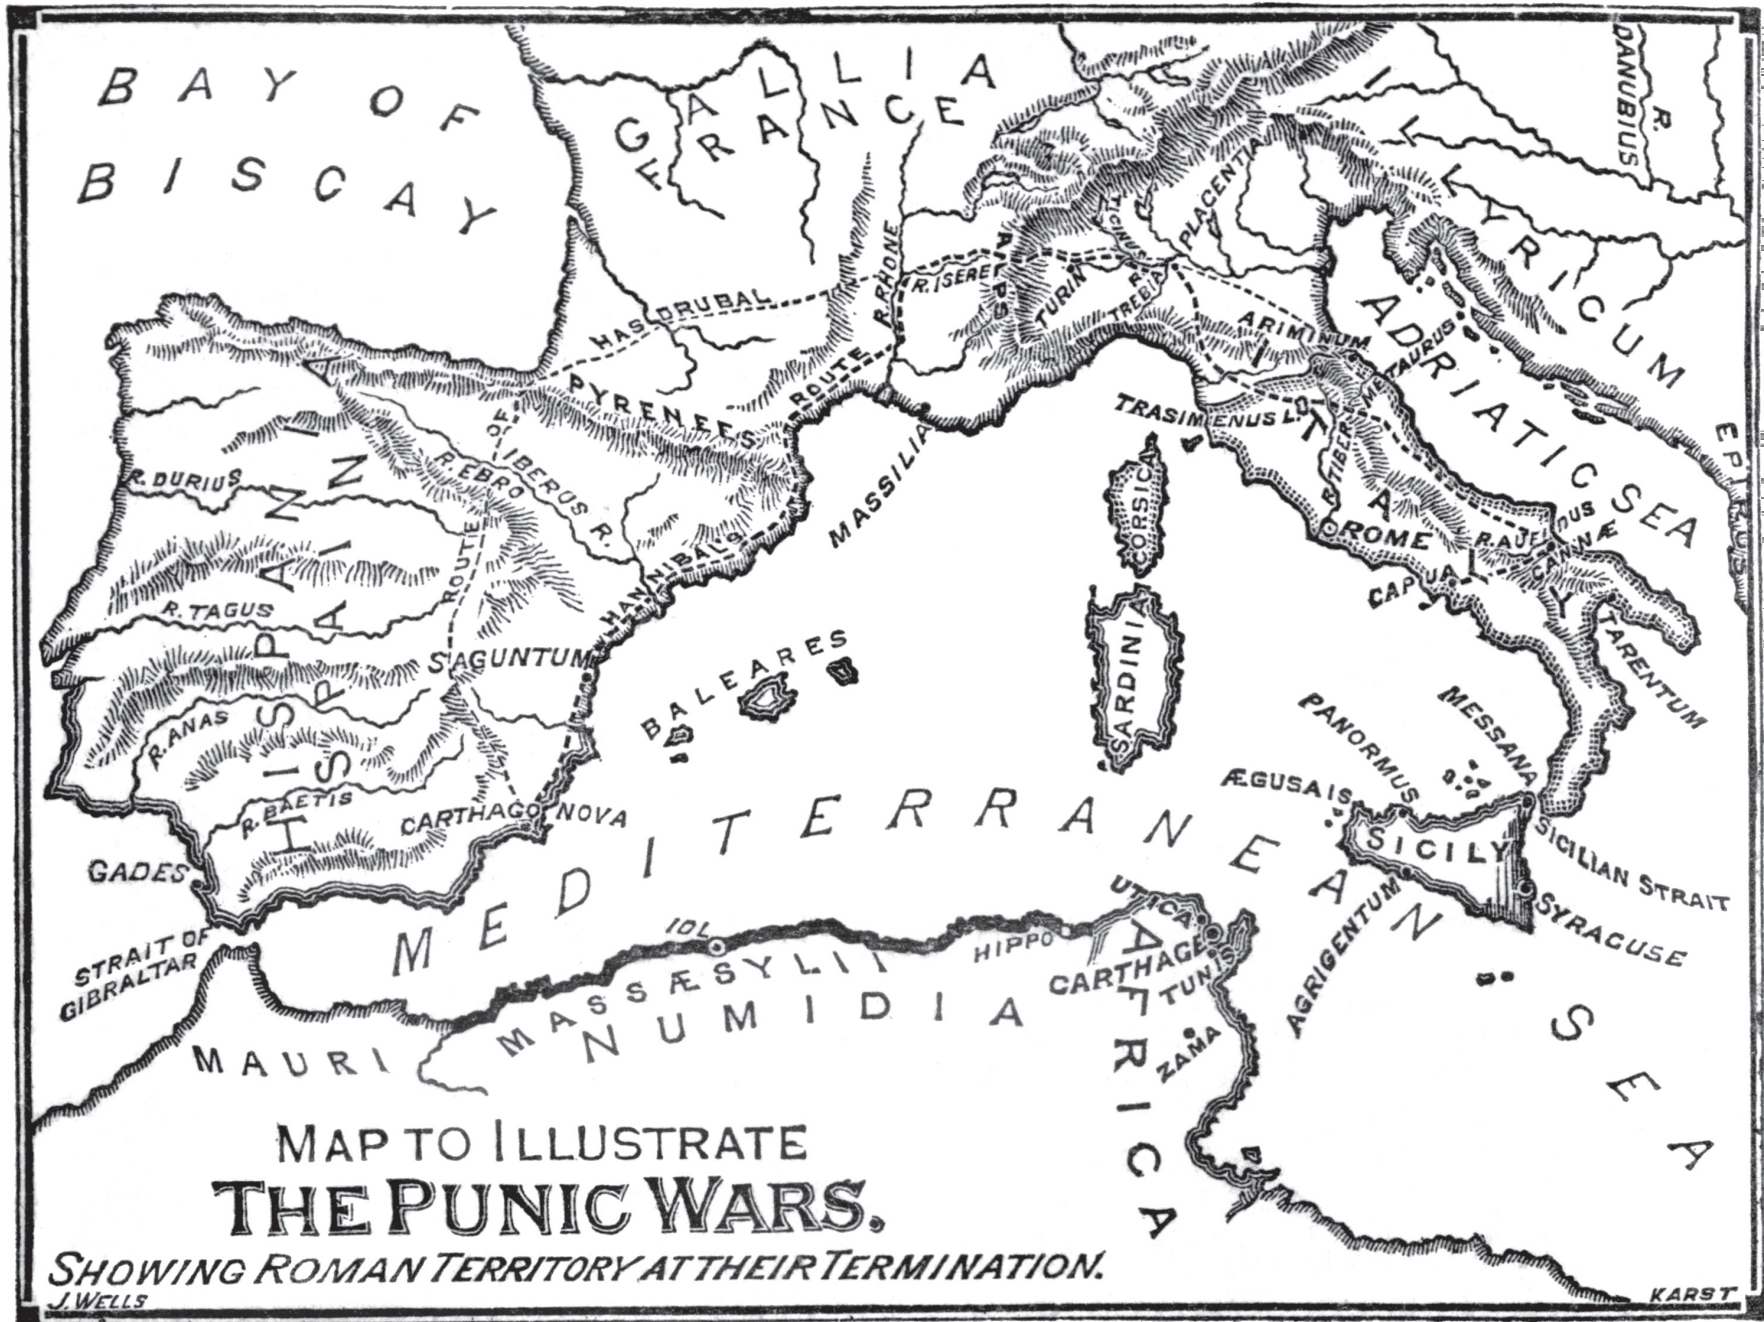 BAY OF
BISCAY
GALLIA
FRANCE
R. DANUBIUS
ILLYRICUM
PLACENTIA
TICINUS
R. RHONE
R. ISERE
ALPS
TURIN
R. TREBIA
HASDRUBAL
ROUTE OF
PYRENEES
ROUTE
HANNIBALS
ARIMINUM
METAURUS
ADRIATIC SEA
EPIRUS
TRASIMENUS L.
ITALY
R. TIBER
ROME
R. AUFIDUS
CANNÆ
CAPUA
TARENTUM
MASSILIA
CORSICA
SARDINIA
HISPANIA
SPAIN
R. DURIUS
R. EBRO
IBERUS R.
R. TAGUS
SAGUNTUM
R. ANAS
R. BAETIS
CARTHAGO NOVA
BALEARES
GADES
STRAIT OF
GIBRALTAR
MEDITERRANEAN SEA
PANORMUS
MESSANA
ÆGUSA IS
SICILY
SICILIAN STRAIT
SYRACUSE
AGRIGENTUM
IOL
HIPPO
UTICA
CARTHAGE
TUNIS
ZAMA
AFRICA
MASSÆSYLII
NUMIDIA
MAURI
MAP TO ILLUSTRATE
THE PUNIC WARS.
SHOWING ROMAN TERRITORY AT THEIR TERMINATION.
J. WELLS
KARST